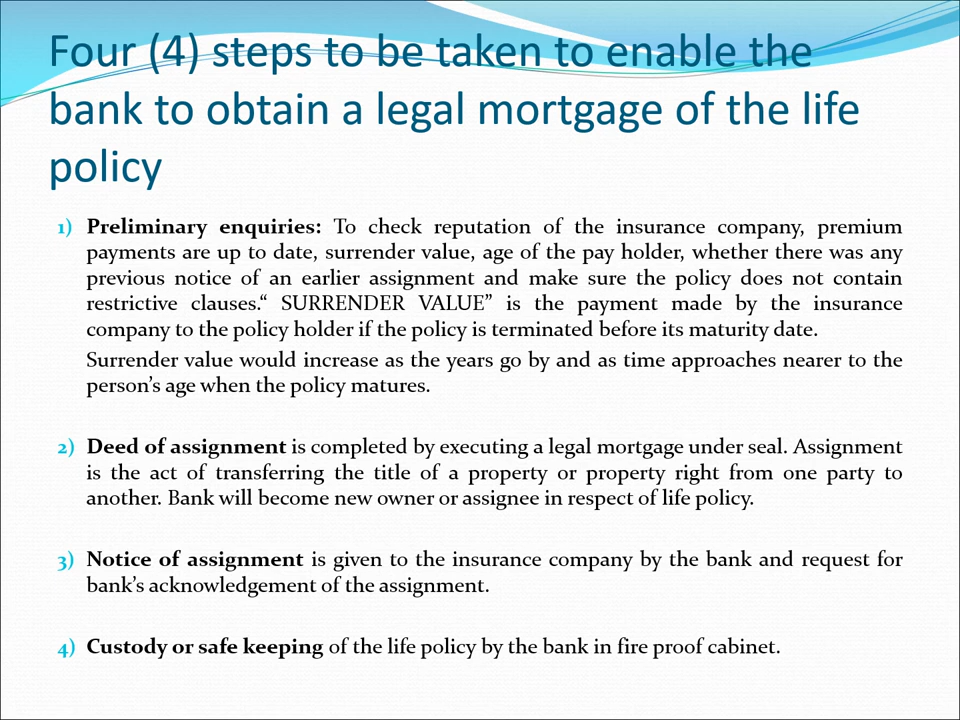 Four (4) steps to be taken to enable the
bank to obtain a legal mortgage of the life
policy
1) Preliminary enquiries: To check reputation of the insurance company, premium
payments are up to date, surrender value, age of the pay holder, whether there was any
previous notice of an earlier assignment and make sure the policy does not contain
restrictive clauses.“ SURRENDER VALUE” is the payment made by the insurance
company to the policy holder if the policy is terminated before its maturity date.
Surrender value would increase as the years go by and as time approaches nearer to the
person’s age when the policy matures.
2) Deed of assignment is completed by executing a legal mortgage under seal. Assignment
is the act of transferring the title of a property or property right from one party to
another. Bank will become new owner or assignee in respect of life policy.
3) Notice of assignment is given to the insurance company by the bank and request for
bank’s acknowledgement of the assignment.
4) Custody or safe keeping of the life policy by the bank in fire proof cabinet.